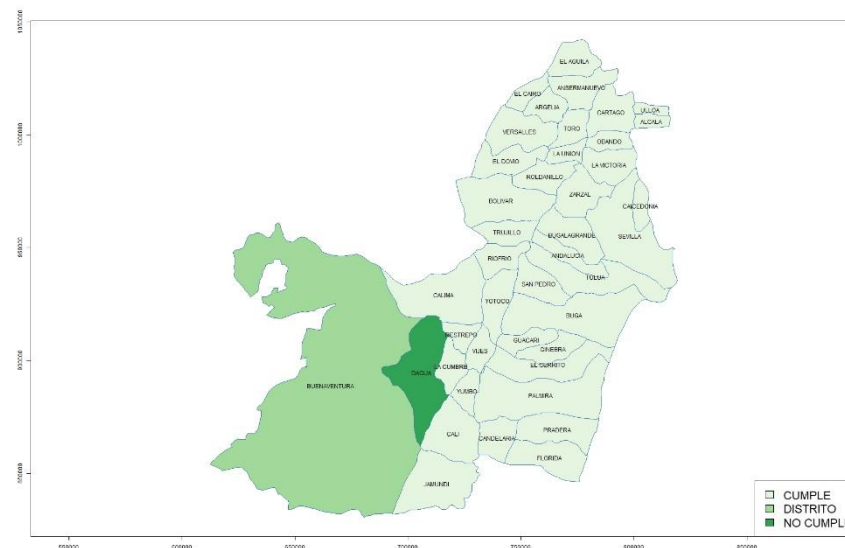 EL AGUILA
ANSERMANUEVO
EL CAIRO
ARGELIA
CARTAGO
ULLOA
ALCALA
VERSALLES
TORO
OBANDO
LA UNION
EL DOVIO
LA VICTORIA
ROLDANILLO
ZARZAL
BOLIVAR
CAICEDONIA
TRUJILLO
BUGALAGRANDE
SEVILLA
ANDALUCIA
RIOFRIO
TULUA
SAN PEDRO
CALIMA
YOTOCO
BUGA
RESTREPO
GUACARI
VIJES
GINEBRA
EL CERRITO
DAGUA
LA CUMBRE
BUENAVENTURA
YUMBO
PALMIRA
PRADERA
CALI
CANDELARIA
FLORIDA
JAMUNDI
CUMPLE
DISTRITO
NO CUMPLE